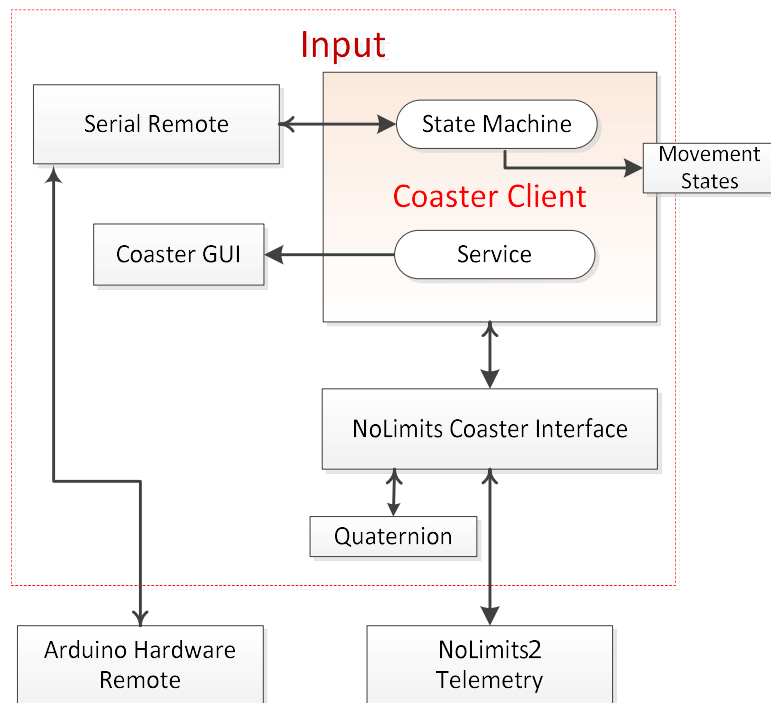 Input
Serial Remote
State Machine
Movement
States
Coaster Client
Coaster GUI
Service
NoLimits Coaster Interface
Quaternion
Arduino Hardware
Remote
NoLimits2
Telemetry